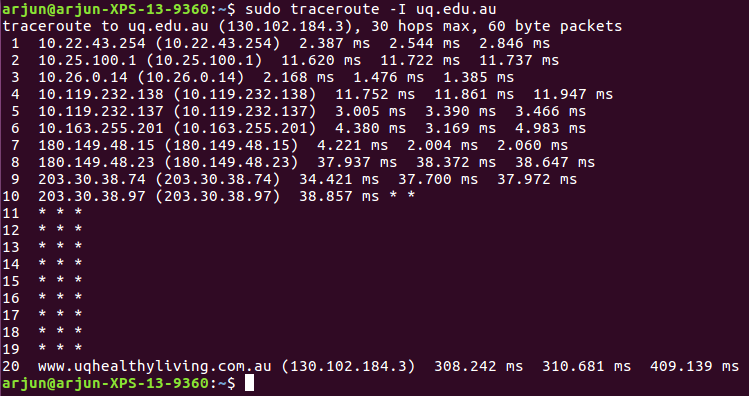 arjun@arjun-XPS-13-9360:~$ sudo traceroute -I uq.edu.au
traceroute to uq.edu.au (130.102.184.3), 30 hops max, 60 byte packets
 1  10.22.43.254 (10.22.43.254)  2.387 ms  2.544 ms  2.846 ms
 2  10.25.100.1 (10.25.100.1)  11.620 ms  11.722 ms  11.737 ms
 3  10.26.0.14 (10.26.0.14)  2.168 ms  1.476 ms  1.385 ms
 4  10.119.232.138 (10.119.232.138)  11.752 ms  11.861 ms  11.947 ms
 5  10.119.232.137 (10.119.232.137)  3.005 ms  3.390 ms  3.466 ms
 6  10.163.255.201 (10.163.255.201)  4.380 ms  3.169 ms  4.983 ms
 7  180.149.48.15 (180.149.48.15)  4.221 ms  2.004 ms  2.060 ms
 8  180.149.48.23 (180.149.48.23)  37.937 ms  38.372 ms  38.647 ms
 9  203.30.38.74 (203.30.38.74)  34.421 ms  37.700 ms  37.972 ms
10  203.30.38.97 (203.30.38.97)  38.857 ms * *
11  * * *
12  * * *
13  * * *
14  * * *
15  * * *
16  * * *
17  * * *
18  * * *
19  * * *
20  www.uqhealthyliving.com.au (130.102.184.3)  308.242 ms  310.681 ms  409.139 ms
arjun@arjun-XPS-13-9360:~$